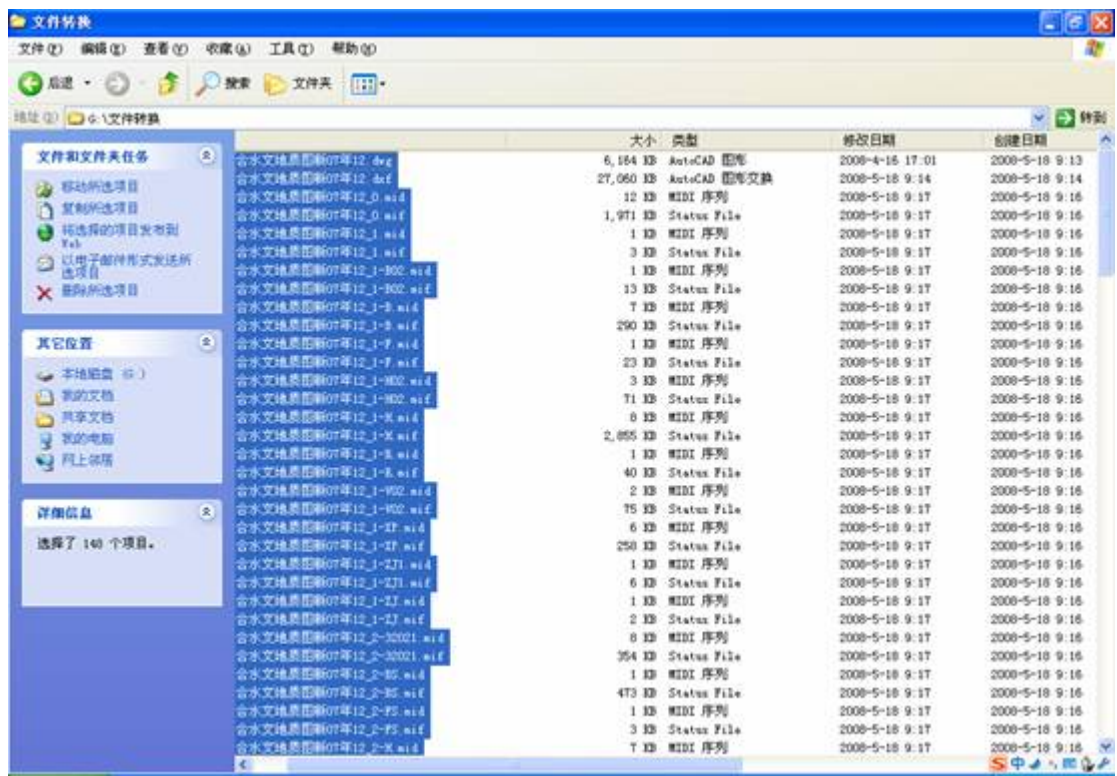 文件转换
文件(F) 编辑(E) 查看(V) 收藏(A) 工具(T) 帮助(H)
后退 搜索 文件夹
地址(D) G:\文件转换 转到
大小 类型 修改日期 创建日期
文件和文件夹任务
移动所选项目
复制所选项目
将选择的项目发布到
Web
以电子邮件形式发送所
选项目
删除所选项目
其它位置
本地磁盘 (G:)
我的文档
共享文档
我的电脑
网上邻居
详细信息
选择了 140 个项目。
合水文地质图新07年12.dwg 6,164 KB AutoCAD 图形 2008-4-16 17:01 2008-5-18 9:13
合水文地质图新07年12.dxf 27,060 KB AutoCAD 图形交换 2008-5-18 9:14 2008-5-18 9:14
合水文地质图新07年12_0.mid 12 KB MIDI 序列 2008-5-18 9:17 2008-5-18 9:16
合水文地质图新07年12_0.mif 1,971 KB Status File 2008-5-18 9:17 2008-5-18 9:16
合水文地质图新07年12_1.mid 1 KB MIDI 序列 2008-5-18 9:17 2008-5-18 9:16
合水文地质图新07年12_1.mif 3 KB Status File 2008-5-18 9:17 2008-5-18 9:16
合水文地质图新07年12_1-B02.mid 1 KB MIDI 序列 2008-5-18 9:17 2008-5-18 9:16
合水文地质图新07年12_1-B02.mif 13 KB Status File 2008-5-18 9:17 2008-5-18 9:16
合水文地质图新07年12_1-D.mid 7 KB MIDI 序列 2008-5-18 9:17 2008-5-18 9:16
合水文地质图新07年12_1-D.mif 290 KB Status File 2008-5-18 9:17 2008-5-18 9:16
合水文地质图新07年12_1-F.mid 1 KB MIDI 序列 2008-5-18 9:17 2008-5-18 9:16
合水文地质图新07年12_1-F.mif 23 KB Status File 2008-5-18 9:17 2008-5-18 9:16
合水文地质图新07年12_1-H02.mid 3 KB MIDI 序列 2008-5-18 9:17 2008-5-18 9:16
合水文地质图新07年12_1-H02.mif 71 KB Status File 2008-5-18 9:17 2008-5-18 9:16
合水文地质图新07年12_1-K.mid 8 KB MIDI 序列 2008-5-18 9:17 2008-5-18 9:16
合水文地质图新07年12_1-K.mif 2,855 KB Status File 2008-5-18 9:17 2008-5-18 9:16
合水文地质图新07年12_1-R.mid 1 KB MIDI 序列 2008-5-18 9:17 2008-5-18 9:16
合水文地质图新07年12_1-R.mif 40 KB Status File 2008-5-18 9:17 2008-5-18 9:16
合水文地质图新07年12_1-V02.mid 2 KB MIDI 序列 2008-5-18 9:17 2008-5-18 9:16
合水文地质图新07年12_1-V02.mif 75 KB Status File 2008-5-18 9:17 2008-5-18 9:16
合水文地质图新07年12_1-XP.mid 6 KB MIDI 序列 2008-5-18 9:17 2008-5-18 9:16
合水文地质图新07年12_1-XP.mif 258 KB Status File 2008-5-18 9:17 2008-5-18 9:16
合水文地质图新07年12_1-ZJ1.mid 1 KB MIDI 序列 2008-5-18 9:17 2008-5-18 9:16
合水文地质图新07年12_1-ZJ1.mif 6 KB Status File 2008-5-18 9:17 2008-5-18 9:16
合水文地质图新07年12_1-ZJ.mid 1 KB MIDI 序列 2008-5-18 9:17 2008-5-18 9:16
合水文地质图新07年12_1-ZJ.mif 2 KB Status File 2008-5-18 9:17 2008-5-18 9:16
合水文地质图新07年12_2-32021.mid 8 KB MIDI 序列 2008-5-18 9:17 2008-5-18 9:16
合水文地质图新07年12_2-32021.mif 354 KB Status File 2008-5-18 9:17 2008-5-18 9:16
合水文地质图新07年12_2-BS.mid 1 KB MIDI 序列 2008-5-18 9:17 2008-5-18 9:16
合水文地质图新07年12_2-BS.mif 473 KB Status File 2008-5-18 9:17 2008-5-18 9:16
合水文地质图新07年12_2-FS.mid 1 KB MIDI 序列 2008-5-18 9:17 2008-5-18 9:16
合水文地质图新07年12_2-FS.mif 3 KB Status File 2008-5-18 9:17 2008-5-18 9:16
合水文地质图新07年12_2-K.mid 7 KB MIDI 序列 2008-5-18 9:17 2008-5-18 9:16
中